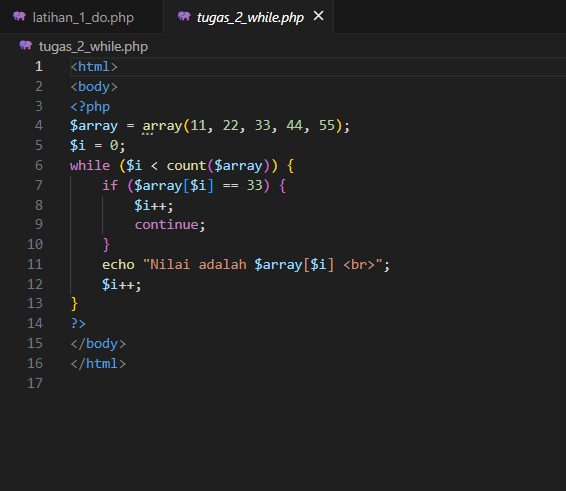 latihan_1_do.php
tugas_2_while.php
tugas_2_while.php
1 <html>
2 <body>
3 <?php
4 $array = array(11, 22, 33, 44, 55);
5 $i = 0;
6 while ($i < count($array)) {
7 if ($array[$i] == 33) {
8 $i++;
9 continue;
10 }
11 echo "Nilai adalah $array[$i] <br>";
12 $i++;
13 }
14 ?>
15 </body>
16 </html>
17